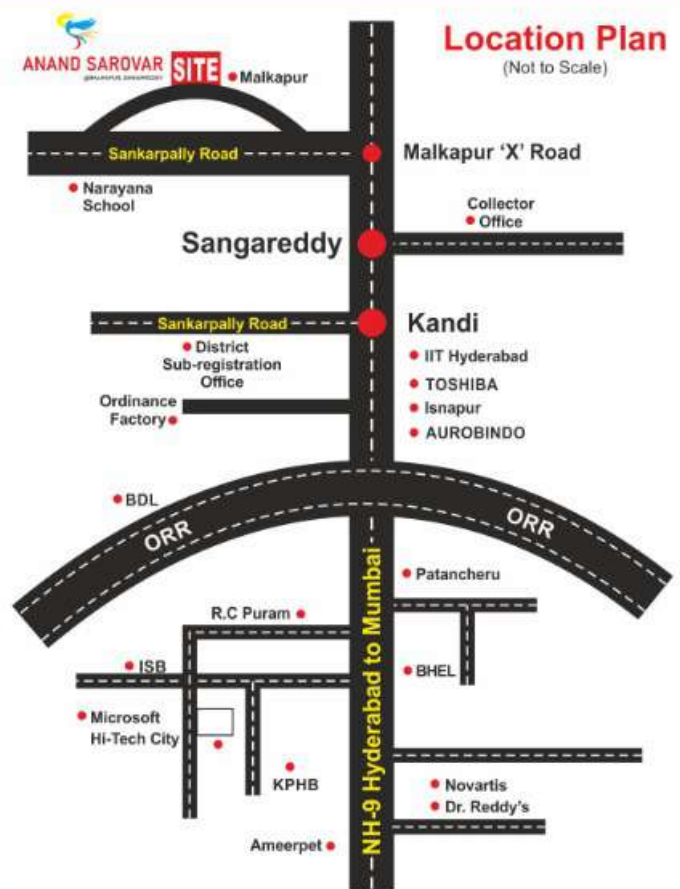 Location Plan
(Not to Scale)
ANAND SAROVAR
@MALKAPUR, SANGAREDDY
SITE
Malkapur
Sankarpally Road
Malkapur ‘X’ Road
Narayana
School
Collector
Office
Sangareddy
Sankarpally Road
Kandi
District
Sub-registration
Office
IIT Hyderabad
TOSHIBA
Isnapur
AUROBINDO
Ordinance
Factory
BDL
ORR
ORR
NH-9 Hyderabad to Mumbai
Patancheru
R.C Puram
ISB
BHEL
Microsoft
Hi-Tech City
KPHB
Novartis
Dr. Reddy's
Ameerpet